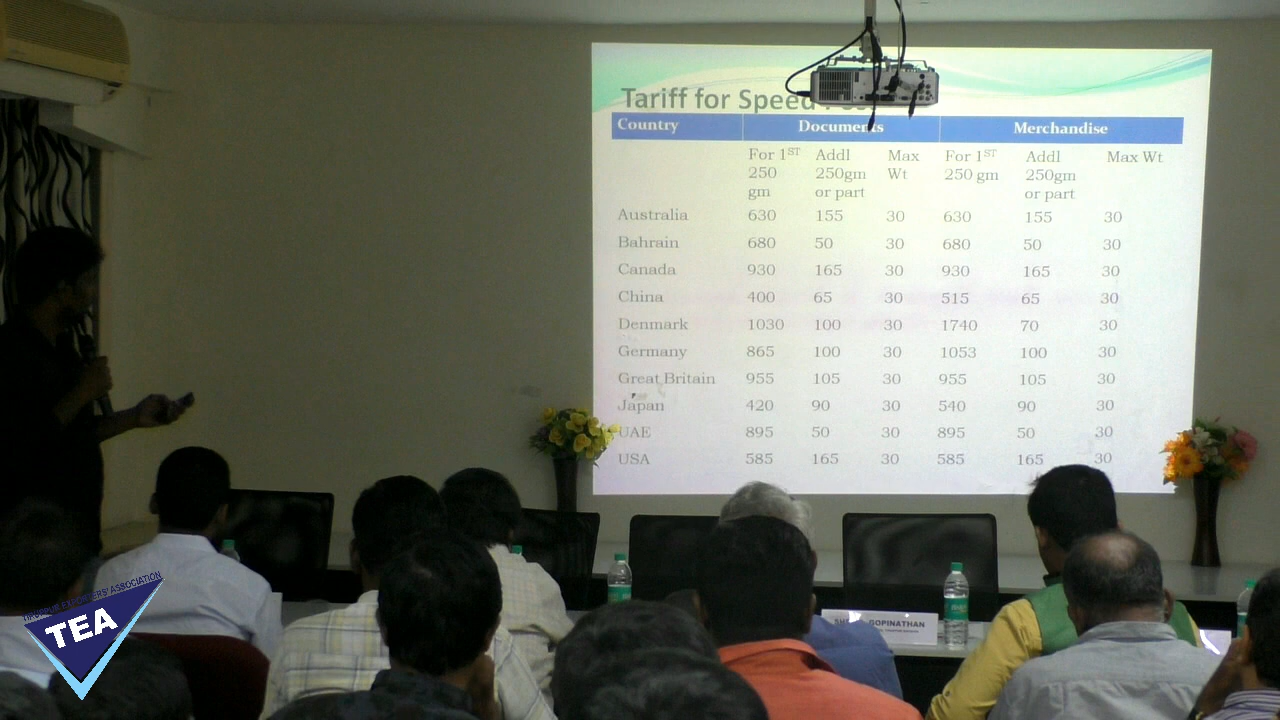 Tariff for Speed
Country Documents Merchandise
For 1ST 250 gm Addl 250gm or part Max Wt For 1ST 250 gm Addl 250gm or part Max Wt
Australia 630 155 30 630 155 30
Bahrain 680 50 30 680 50 30
Canada 930 165 30 930 165 30
China 400 65 30 515 65 30
Denmark 1030 100 30 1740 70 30
Germany 865 100 30 1053 100 30
Great Britain 955 105 30 955 105 30
Japan 420 90 30 540 90 30
UAE 895 50 30 895 50 30
USA 585 165 30 585 165 30
GOPINATHAN
ASSOCIATION
TEA